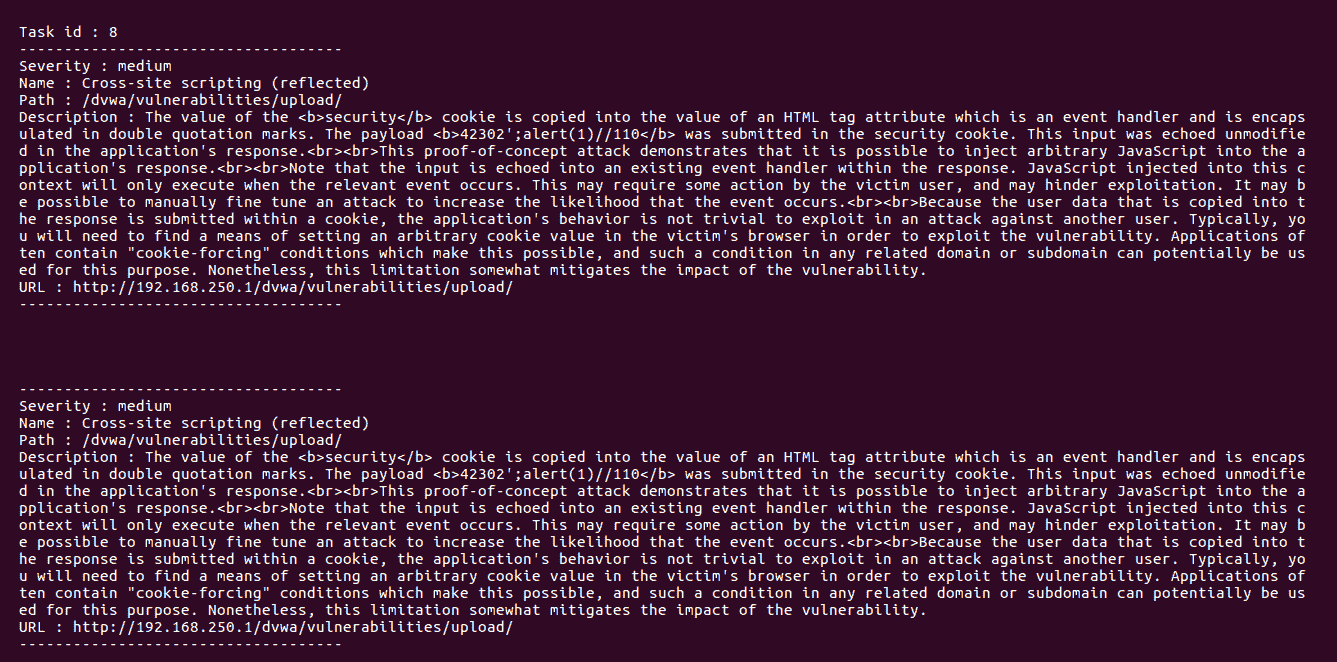 Task id : 8
------------------------------------
Severity : medium
Name : Cross-site scripting (reflected)
Path : /dvwa/vulnerabilities/upload/
Description : The value of the <b>security</b> cookie is copied into the value of an HTML tag attribute which is an event handler and is encaps
ulated in double quotation marks. The payload <b>42302';alert(1)//110</b> was submitted in the security cookie. This input was echoed unmodifie
d in the application's response.<br><br>This proof-of-concept attack demonstrates that it is possible to inject arbitrary JavaScript into the a
pplication's response.<br><br>Note that the input is echoed into an existing event handler within the response. JavaScript injected into this c
ontext will only execute when the relevant event occurs. This may require some action by the victim user, and may hinder exploitation. It may b
e possible to manually fine tune an attack to increase the likelihood that the event occurs.<br><br>Because the user data that is copied into t
he response is submitted within a cookie, the application's behavior is not trivial to exploit in an attack against another user. Typically, yo
u will need to find a means of setting an arbitrary cookie value in the victim's browser in order to exploit the vulnerability. Applications of
ten contain "cookie-forcing" conditions which make this possible, and such a condition in any related domain or subdomain can potentially be us
ed for this purpose. Nonetheless, this limitation somewhat mitigates the impact of the vulnerability.
URL : http://192.168.250.1/dvwa/vulnerabilities/upload/
------------------------------------
------------------------------------
Severity : medium
Name : Cross-site scripting (reflected)
Path : /dvwa/vulnerabilities/upload/
Description : The value of the <b>security</b> cookie is copied into the value of an HTML tag attribute which is an event handler and is encaps
ulated in double quotation marks. The payload <b>42302';alert(1)//110</b> was submitted in the security cookie. This input was echoed unmodifie
d in the application's response.<br><br>This proof-of-concept attack demonstrates that it is possible to inject arbitrary JavaScript into the a
pplication's response.<br><br>Note that the input is echoed into an existing event handler within the response. JavaScript injected into this c
ontext will only execute when the relevant event occurs. This may require some action by the victim user, and may hinder exploitation. It may b
e possible to manually fine tune an attack to increase the likelihood that the event occurs.<br><br>Because the user data that is copied into t
he response is submitted within a cookie, the application's behavior is not trivial to exploit in an attack against another user. Typically, yo
u will need to find a means of setting an arbitrary cookie value in the victim's browser in order to exploit the vulnerability. Applications of
ten contain "cookie-forcing" conditions which make this possible, and such a condition in any related domain or subdomain can potentially be us
ed for this purpose. Nonetheless, this limitation somewhat mitigates the impact of the vulnerability.
URL : http://192.168.250.1/dvwa/vulnerabilities/upload/
------------------------------------